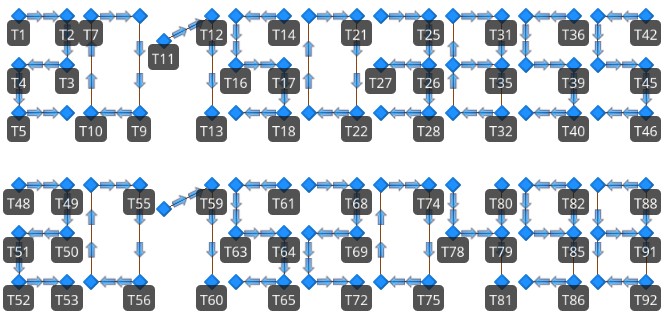 T1 T2 T7 T12 T14 T21 T25 T31 T36 T42
T11
T4 T3 T16 T17 T27 T26 T35 T39 T45
T5 T10 T9 T13 T18 T22 T28 T32 T40 T46
T48 T49 T55 T59 T61 T68 T74 T80 T82 T88
T51 T50 T63 T64 T69 T78 T79 T85 T91
T52 T53 T56 T60 T65 T72 T75 T81 T86 T92